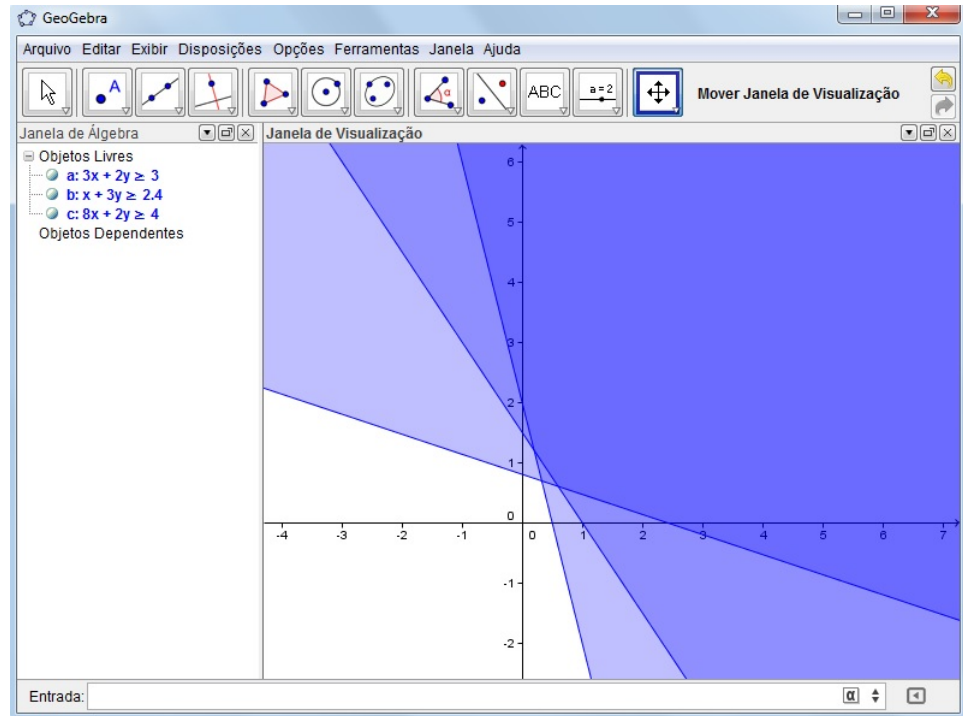 GeoGebra
Arquivo Editar Exibir Disposições Opções Ferramentas Janela Ajuda
A α ABC a=2 Mover Janela de Visualização
Janela de Álgebra
Janela de Visualização
Objetos Livres
a: 3x + 2y ≥ 3
b: x + 3y ≥ 2.4
c: 8x + 2y ≥ 4
Objetos Dependentes
6
5
4
3
2
1
0
-4 -3 -2 -1 0 1 2 3 4 5 6 7
-1
-2
Entrada: α